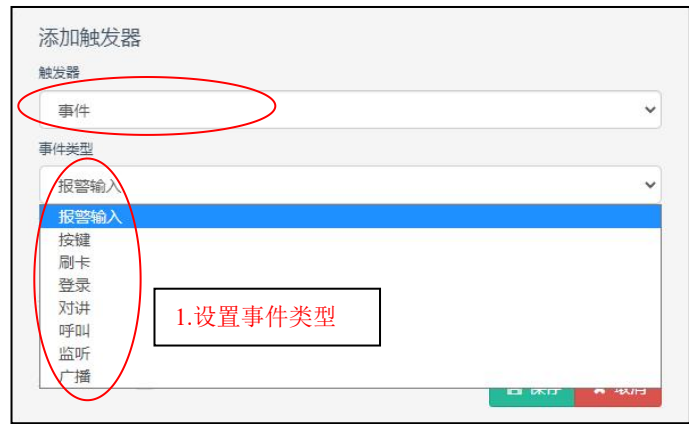 添加触发器
触发器
事件
事件类型
报警输入
报警输入
按键
刷卡
登录
对讲
呼叫
监听
广播
1.设置事件类型
保存 取消